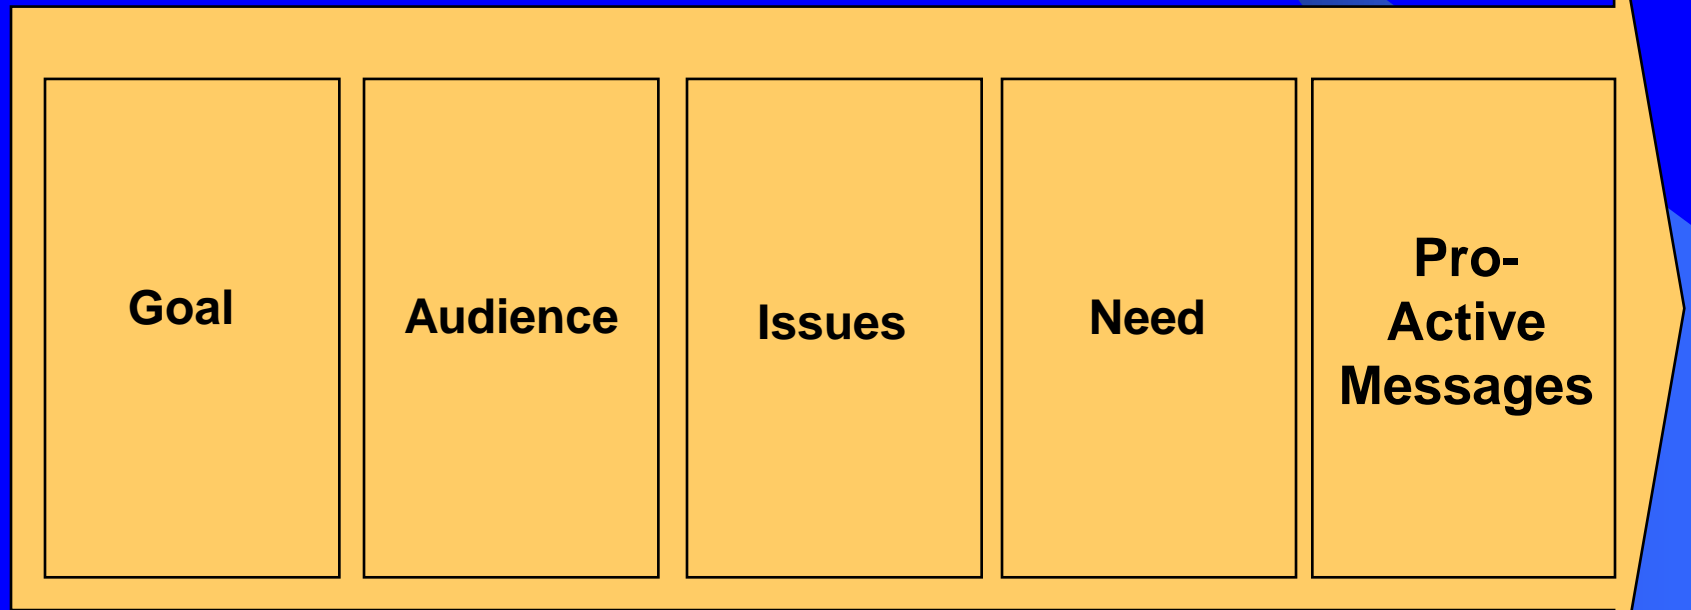 Goal
Audience
Issues
Need
Pro-
Active
Messages